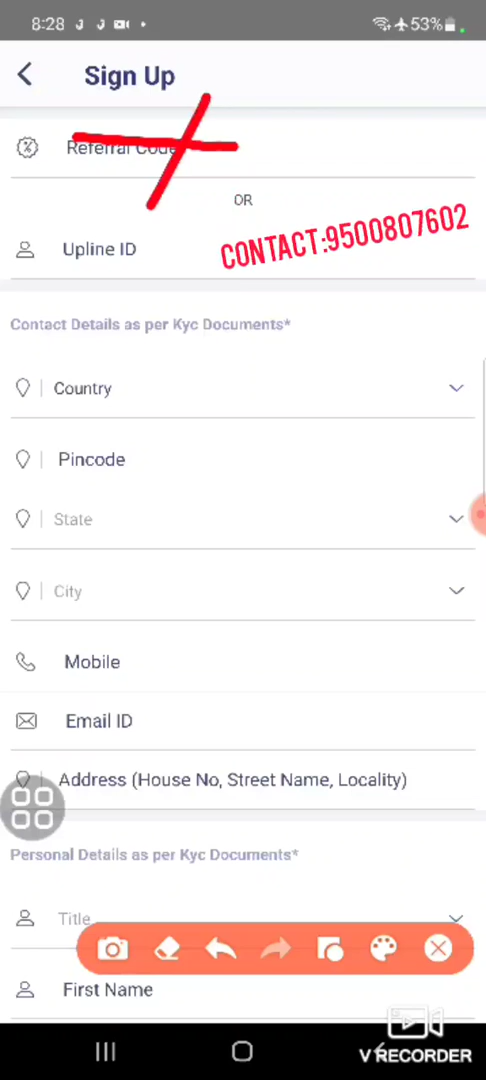 8:28 53%
Sign Up
Referral Code
OR
Upline ID
CONTACT:9500807602
Contact Details as per Kyc Documents*
Country
Pincode
State
City
Mobile
Email ID
Address (House No, Street Name, Locality)
Personal Details as per Kyc Documents*
Title
First Name
VRECORDER